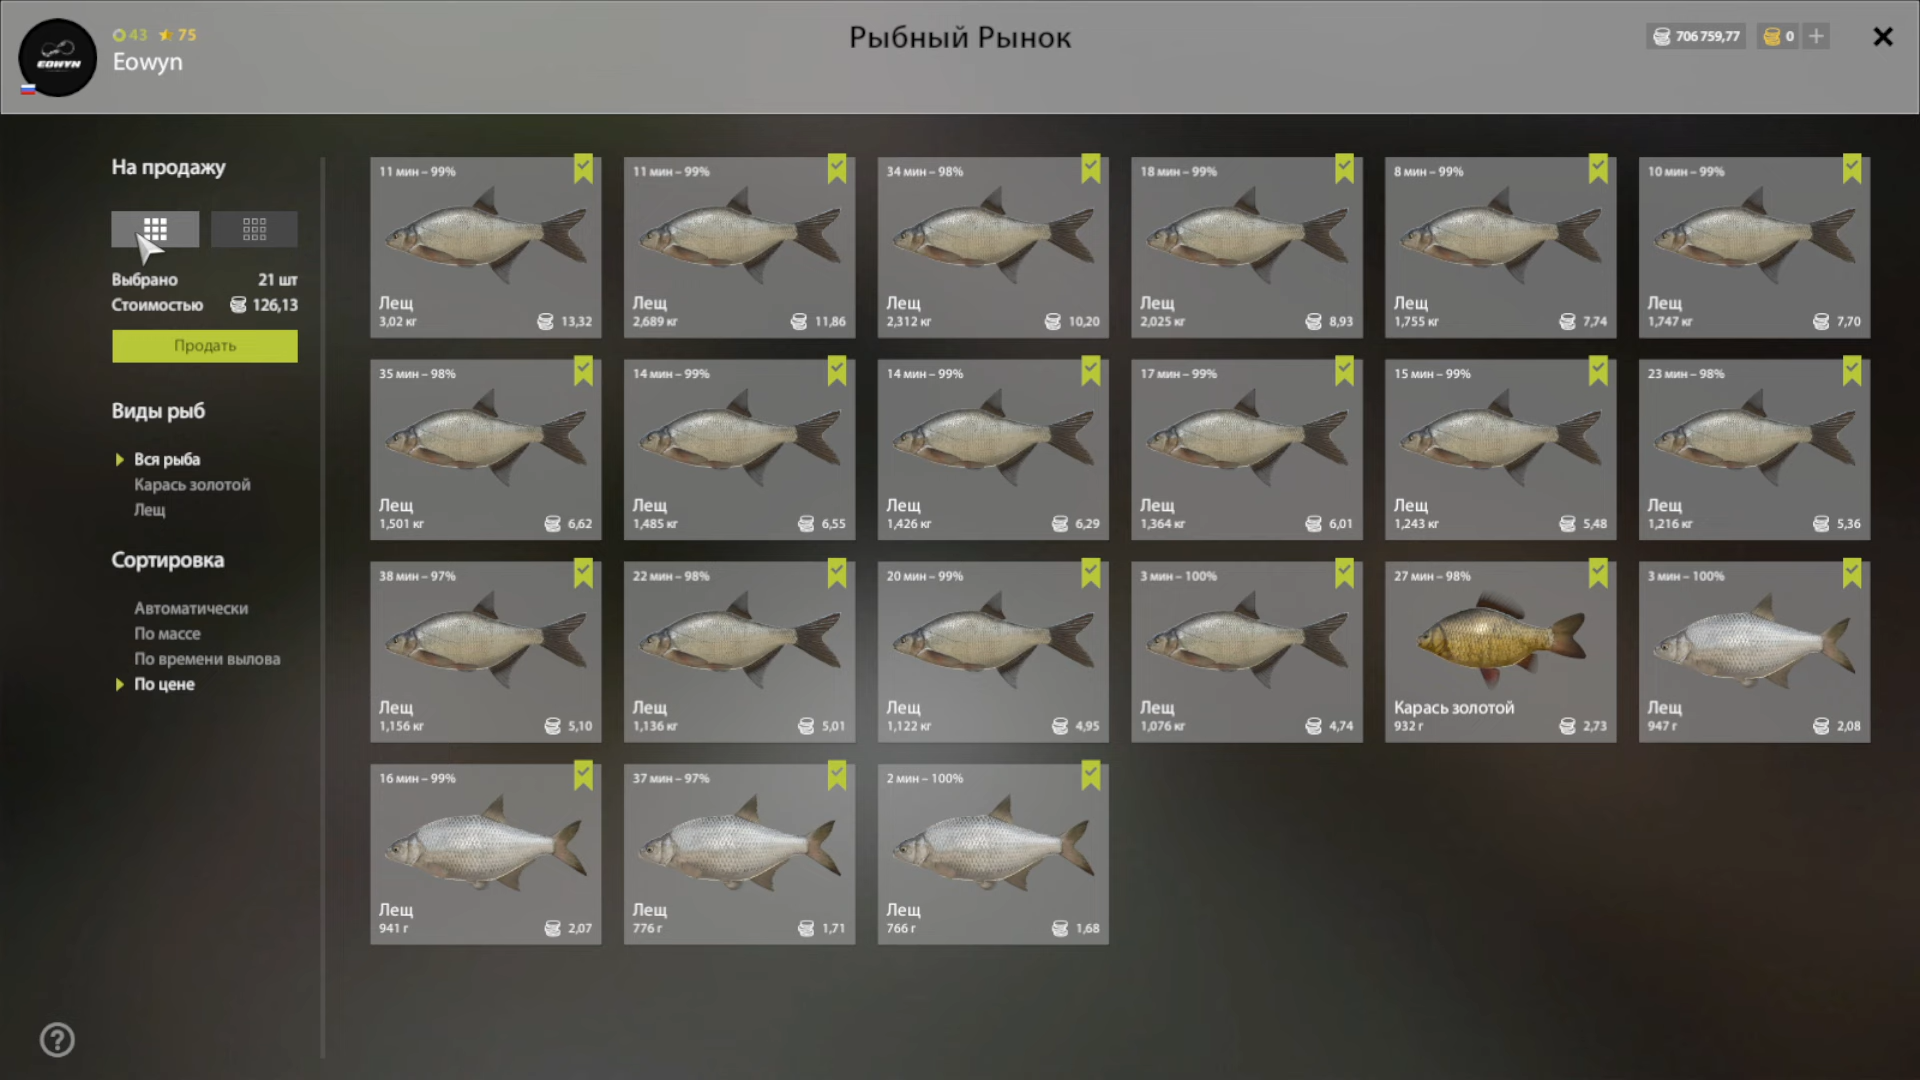 43 75
Eowyn
EOWYN
Рыбный Рынок
706 759,77
0
На продажу
Выбрано 21 шт
Стоимостью 126,13
Продать
Виды рыб
Вся рыба
Карась золотой
Лещ
Сортировка
Автоматически
По массе
По времени вылова
По цене
11 мин – 99%
Лещ
3,02 кг 13,32
11 мин – 99%
Лещ
2,689 кг 11,86
34 мин – 98%
Лещ
2,312 кг 10,20
18 мин – 99%
Лещ
2,025 кг 8,93
8 мин – 99%
Лещ
1,755 кг 7,74
10 мин – 99%
Лещ
1,747 кг 7,70
35 мин – 98%
Лещ
1,501 кг 6,62
14 мин – 99%
Лещ
1,485 кг 6,55
14 мин – 99%
Лещ
1,426 кг 6,29
17 мин – 99%
Лещ
1,364 кг 6,01
15 мин – 99%
Лещ
1,243 кг 5,48
23 мин – 98%
Лещ
1,216 кг 5,36
38 мин – 97%
Лещ
1,156 кг 5,10
22 мин – 98%
Лещ
1,136 кг 5,01
20 мин – 99%
Лещ
1,122 кг 4,95
3 мин – 100%
Лещ
1,076 кг 4,74
27 мин – 98%
Карась золотой
932 г 2,73
3 мин – 100%
Лещ
947 г 2,08
16 мин – 99%
Лещ
941 г 2,07
37 мин – 97%
Лещ
776 г 1,71
2 мин – 100%
Лещ
766 г 1,68
?